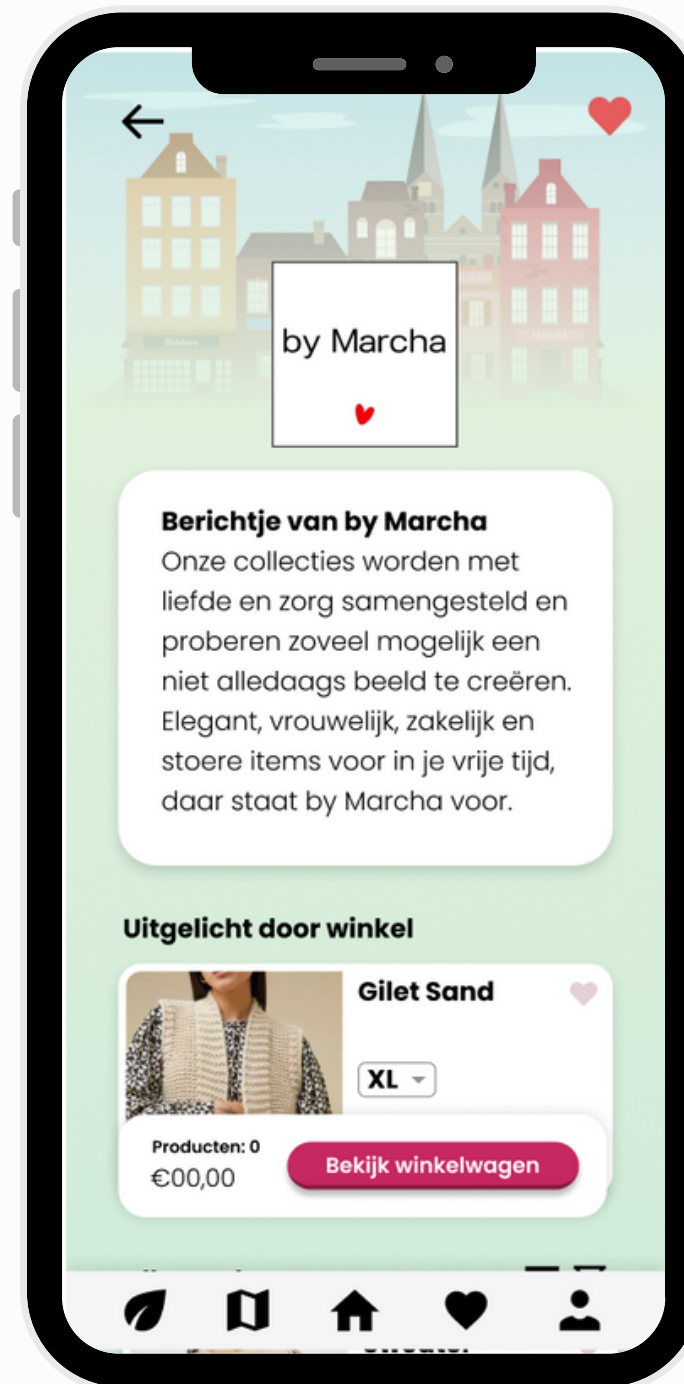 by Marcha
Berichtje van by Marcha
Onze collecties worden met
liefde en zorg samengesteld en
proberen zoveel mogelijk een
niet alledaags beeld te creëren.
Elegant, vrouwelijk, zakelijk en
stoere items voor in je vrije tijd,
daar staat by Marcha voor.
Uitgelicht door winkel
Gilet Sand
XL
Producten: 0
€00,00
Bekijk winkelwagen